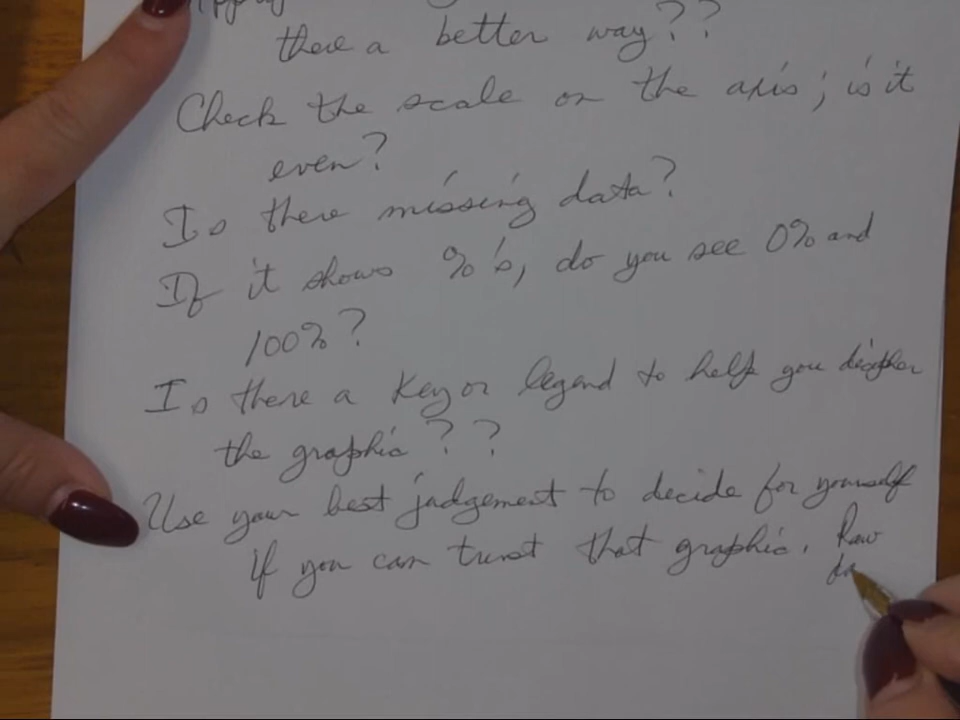 there a better way??
Check the scale on the axis; is it
even?
Is there missing data?
If it shows %'s, do you see 0% and
100%?
Is there a key or legend to help you decipher
the graphic??
Use your best judgement to decide for yourself
if you can trust that graphic. Raw
da